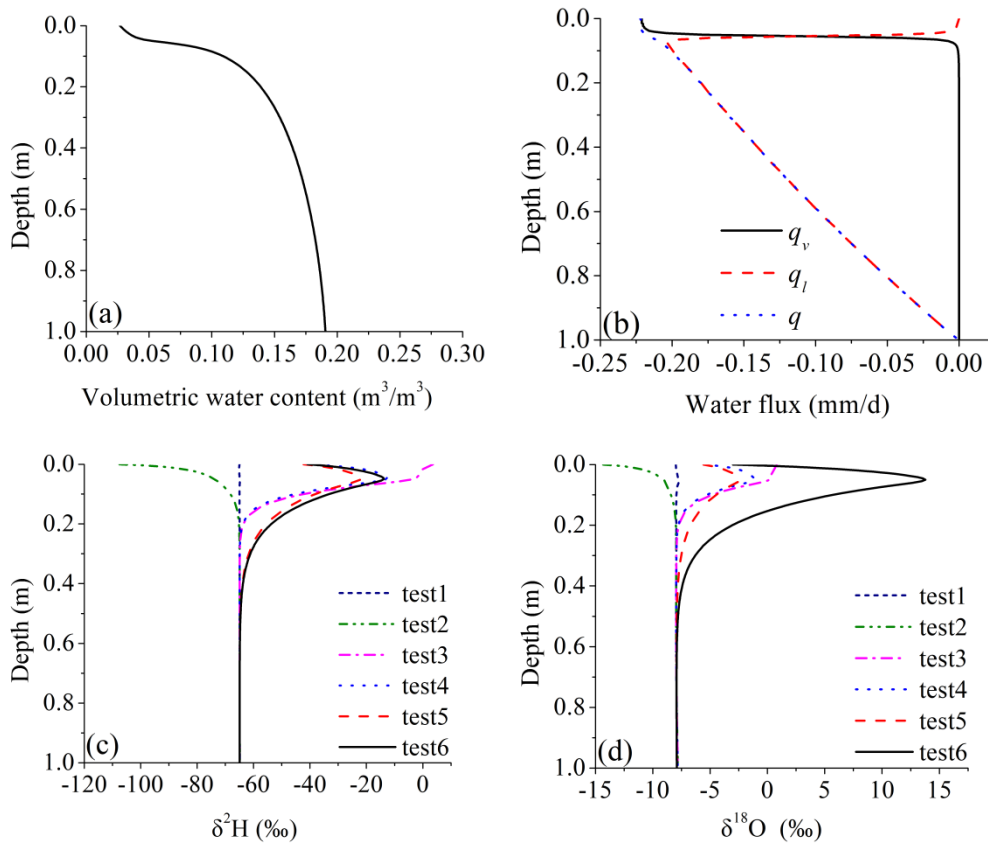 0.0
0.2
0.4
0.6
0.8
1.0
Depth (m)
(a)
0.00 0.05 0.10 0.15 0.20 0.25 0.30
Volumetric water content (m³/m³)
0.0
0.2
0.4
0.6
0.8
1.0
Depth (m)
q_v
q_l
q
(b)
-0.25 -0.20 -0.15 -0.10 -0.05 0.00
Water flux (mm/d)
0.0
0.2
0.4
0.6
0.8
1.0
Depth (m)
test1
test2
test3
test4
test5
test6
(c)
-120 -100 -80 -60 -40 -20 0
δ²H (‰)
0.0
0.2
0.4
0.6
0.8
1.0
Depth (m)
test1
test2
test3
test4
test5
test6
(d)
-15 -10 -5 0 5 10 15
δ¹⁸O (‰)